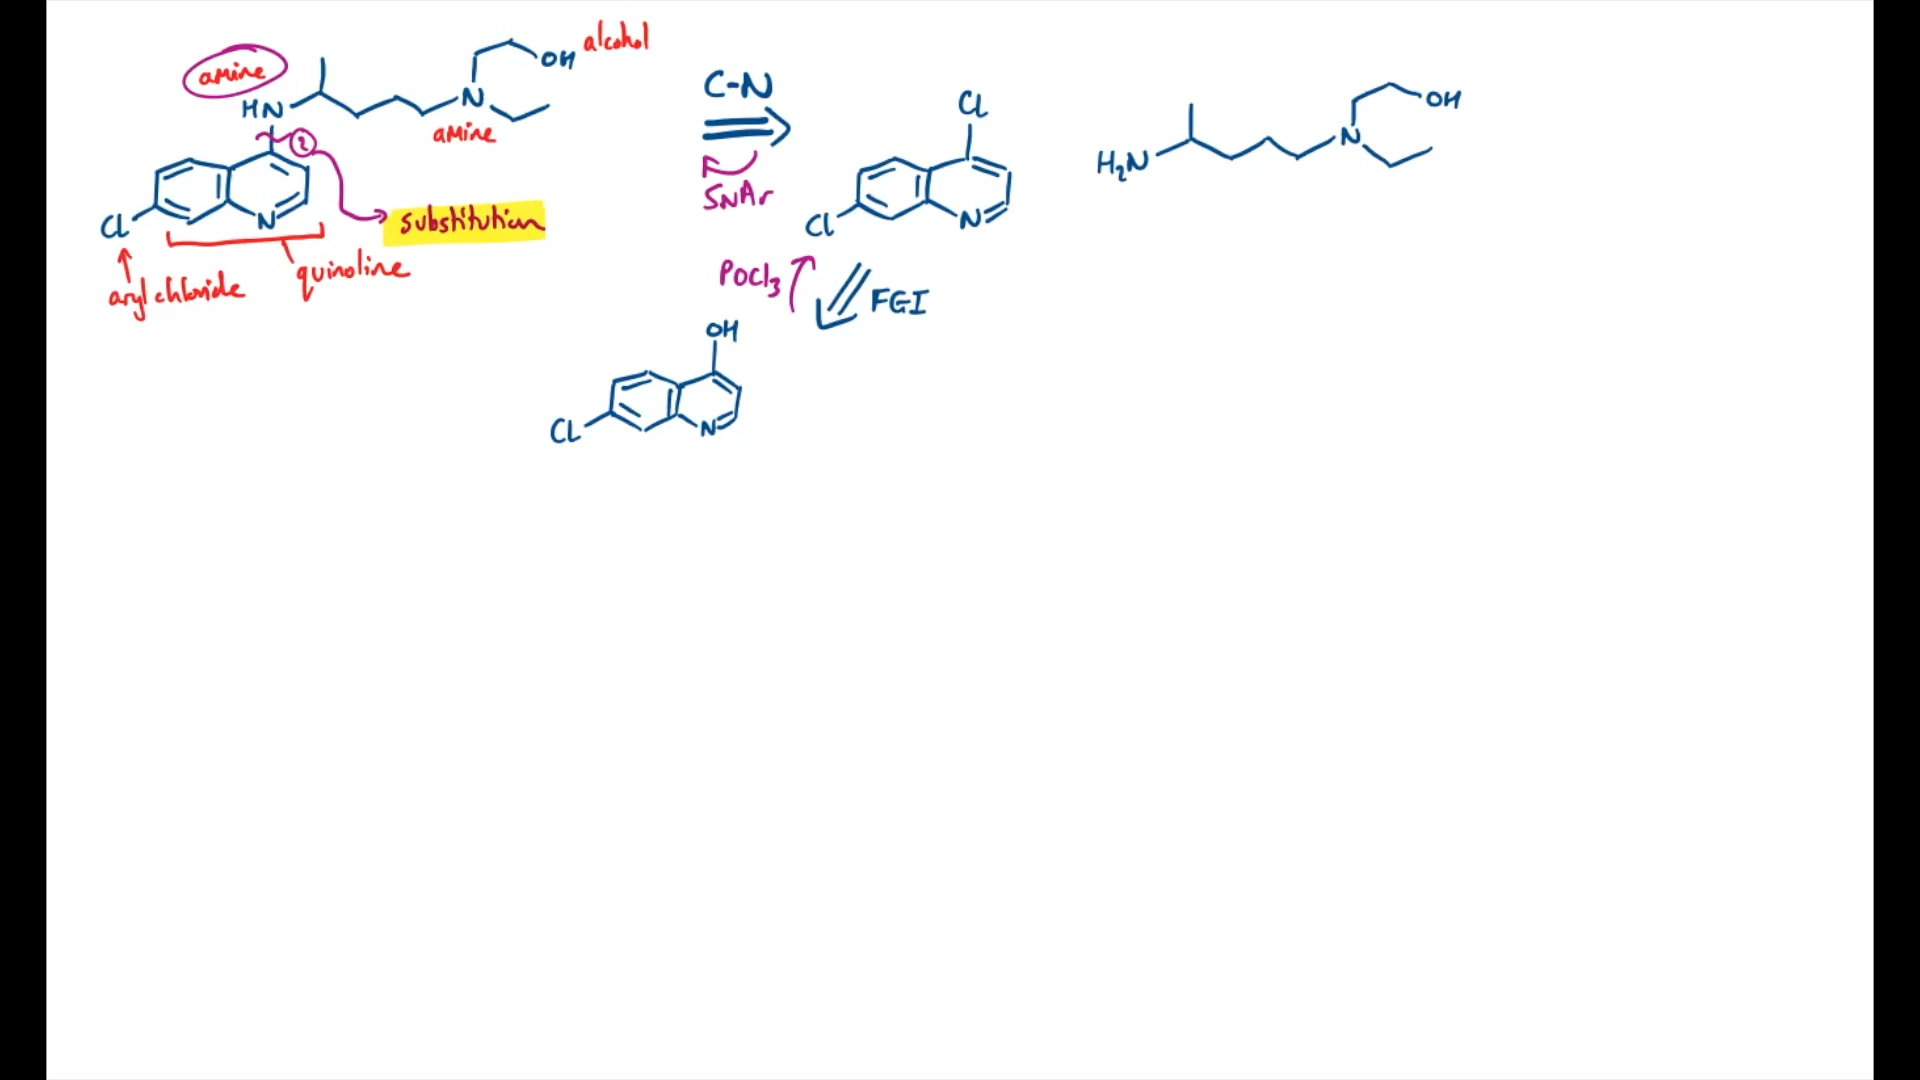 alcohol
OH
amine
HN
N
amine
②
Cl
N
substitution
aryl chloride
quinoline
C-N
SNAr
Cl
Cl
N
H₂N
N
OH
POCl₃
FGI
OH
CL
N